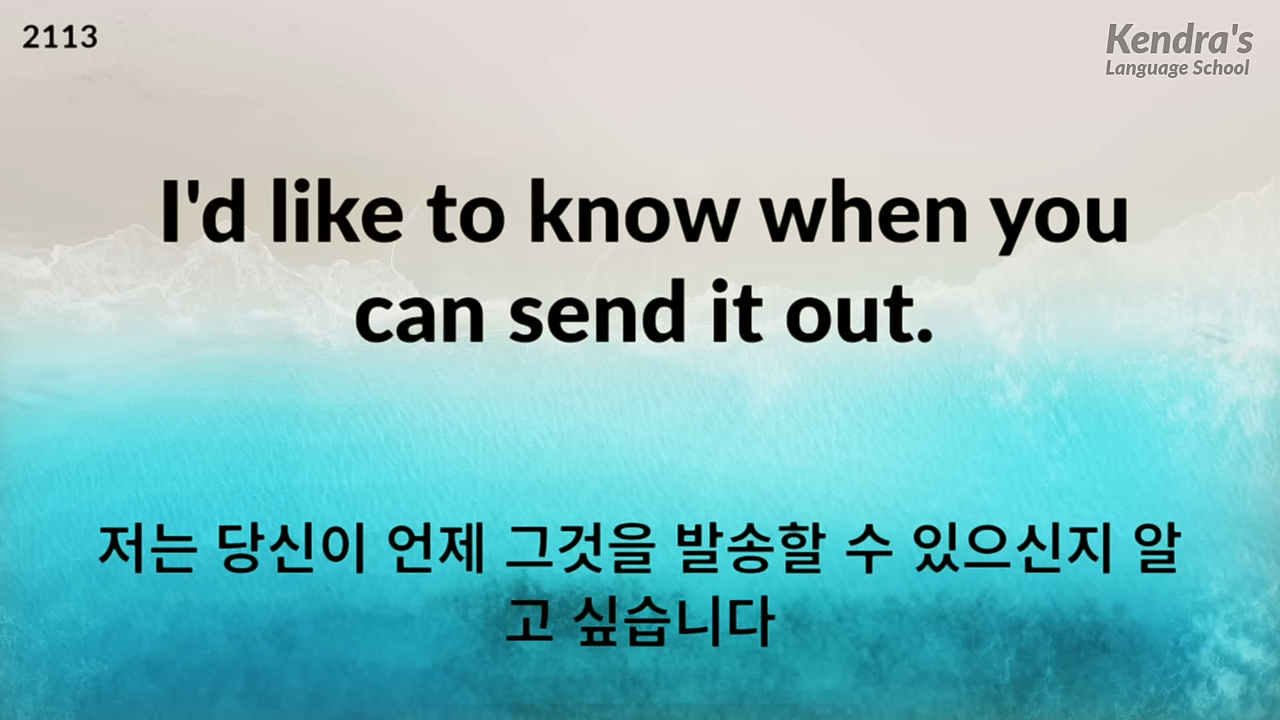 2113
Kendra's
Language School
I'd like to know when you
can send it out.
저는 당신이 언제 그것을 발송할 수 있으신지 알
고 싶습니다